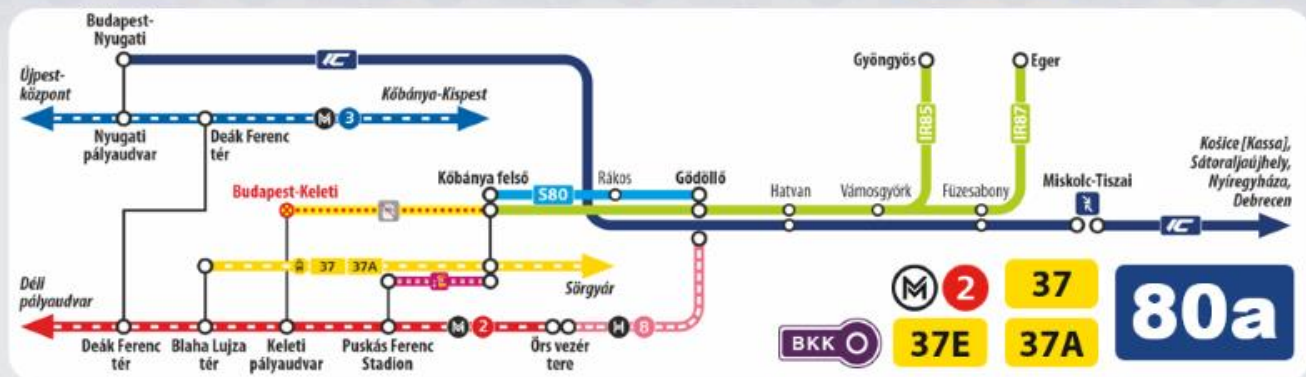 Budapest-
Nyugati
IC
Gyöngyös
Eger
Újpest-
központ
Kőbánya-Kispest
IR85
IR87
M 3
Nyugati
pályaudvar
Deák Ferenc
tér
Košice [Kassa],
Sátoraljaújhely,
Nyíregyháza,
Debrecen
Budapest-Keleti
Kőbánya felső
S80
Rákos
Gödöllő
Hatvan
Vámosgyörk
Füzesabony
Miskolc-Tiszai
IC
37 37A
Sörgyár
Déli
pályaudvar
M 2
H 8
Deák Ferenc
tér
Blaha Lujza
tér
Keleti
pályaudvar
Puskás Ferenc
Stadion
Örs vezér
tere
M 2
37
BKK
37E
37A
80a